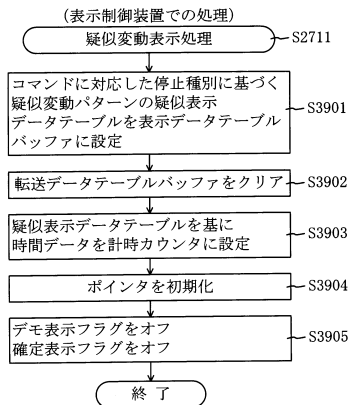 (表示制御装置での処理)
疑似変動表示処理
S2711
コマンドに対応した停止種別に基づく
疑似変動パターンの疑似表示
データテーブルを表示データテーブル
バッファに設定
S3901
転送データテーブルバッファをクリア
S3902
疑似表示データテーブルを基に
時間データを計時カウンタに設定
S3903
ポインタを初期化
S3904
デモ表示フラグをオフ
確定表示フラグをオフ
S3905
終了